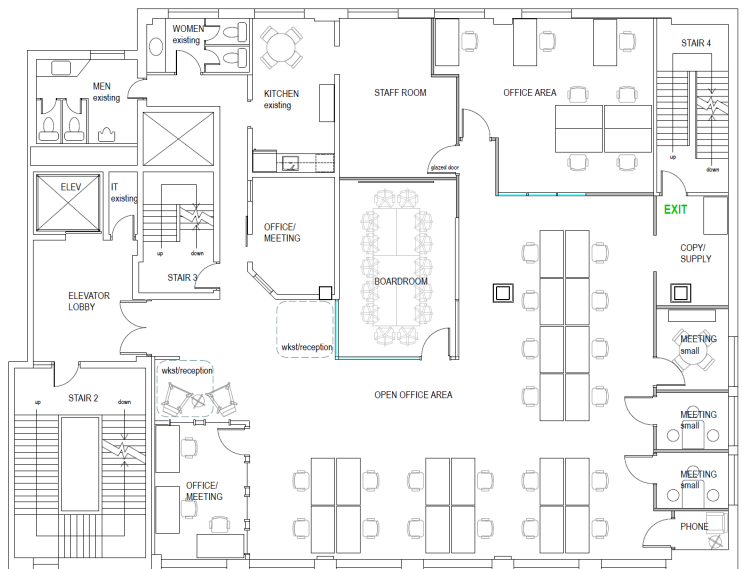 WOMEN
existing
STAIR 4
MEN
existing
KITCHEN
existing
STAFF ROOM
OFFICE AREA
up
glazed door
down
ELEV.
IT
existing
EXIT
OFFICE/
MEETING
COPY/
SUPPLY
up
down
STAIR 3
BOARDROOM
ELEVATOR
LOBBY
MEETING
small
wkst/reception
wkst/reception
STAIR 2
up
down
OPEN OFFICE AREA
MEETING
small
MEETING
small
OFFICE/
MEETING
PHONE